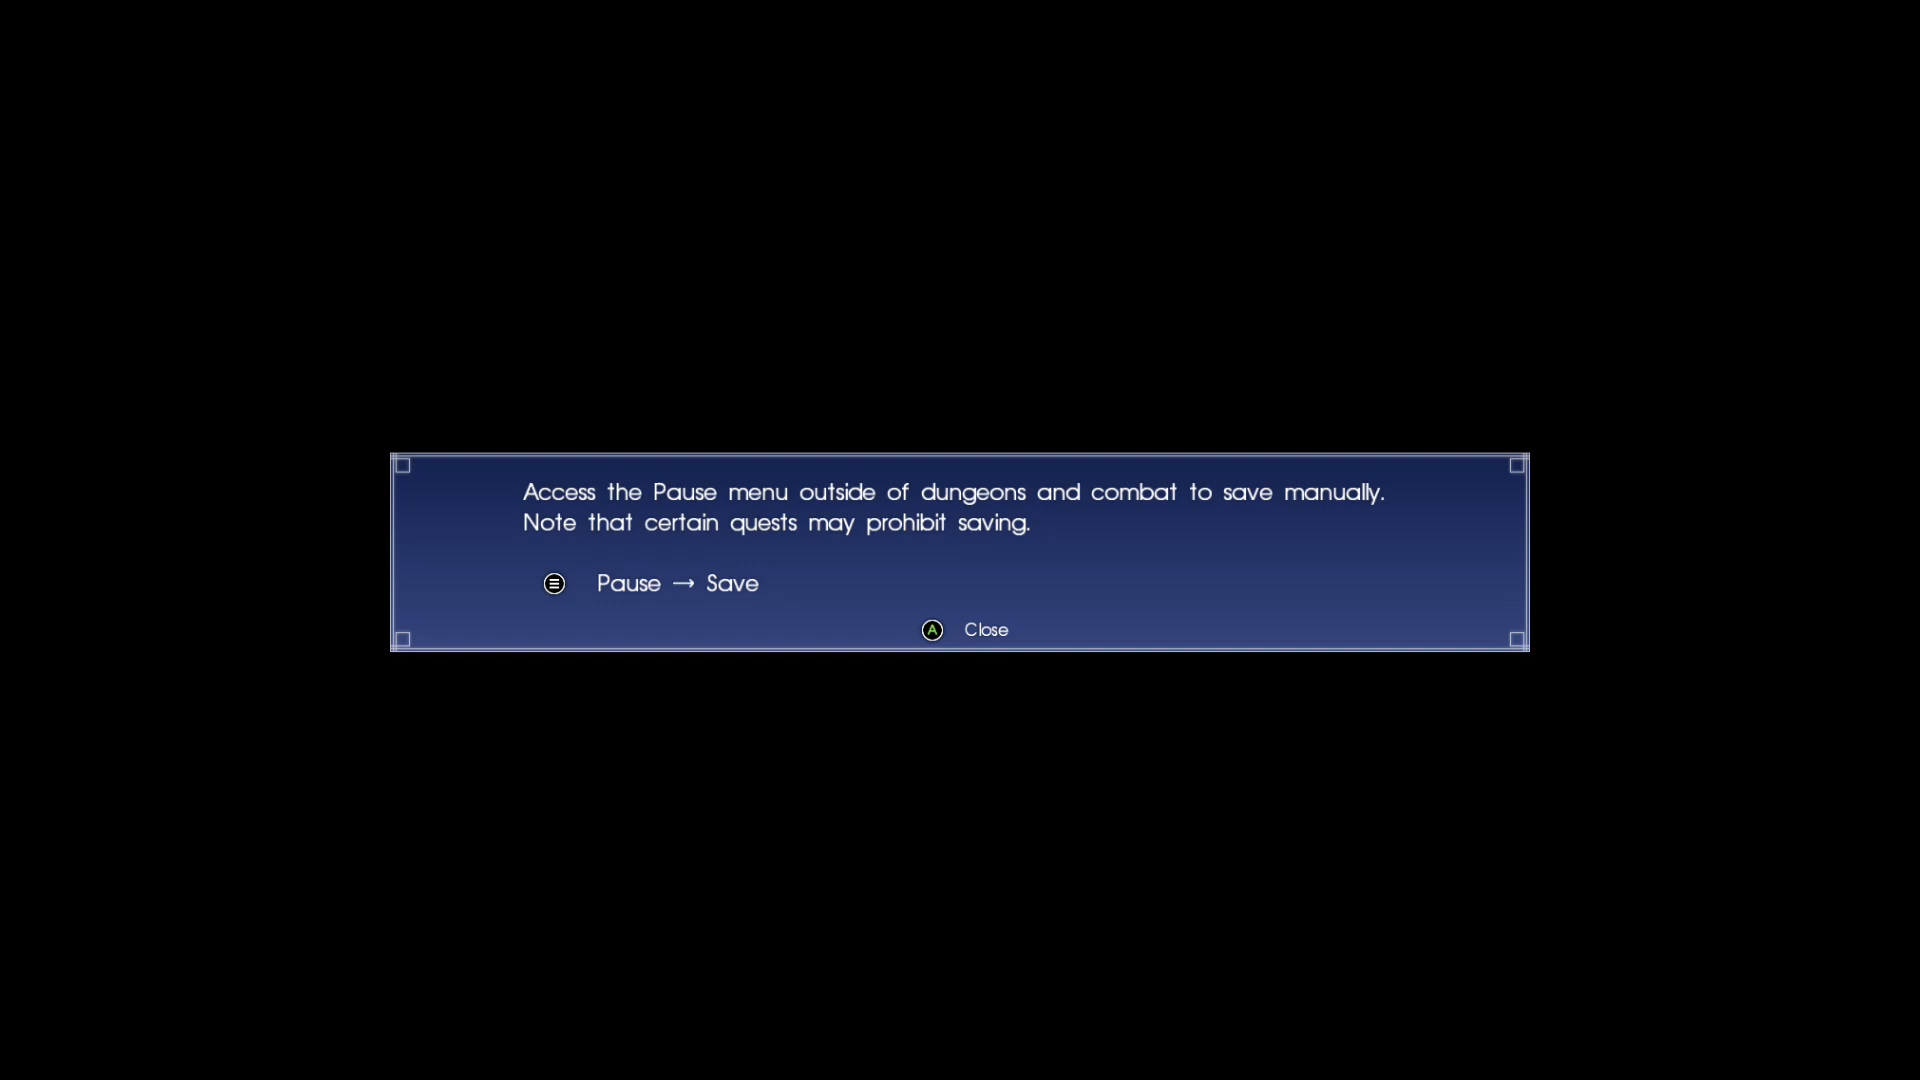 Access the Pause menu outside of dungeons and combat to save manually.
Note that certain quests may prohibit saving.
Pause → Save
A Close